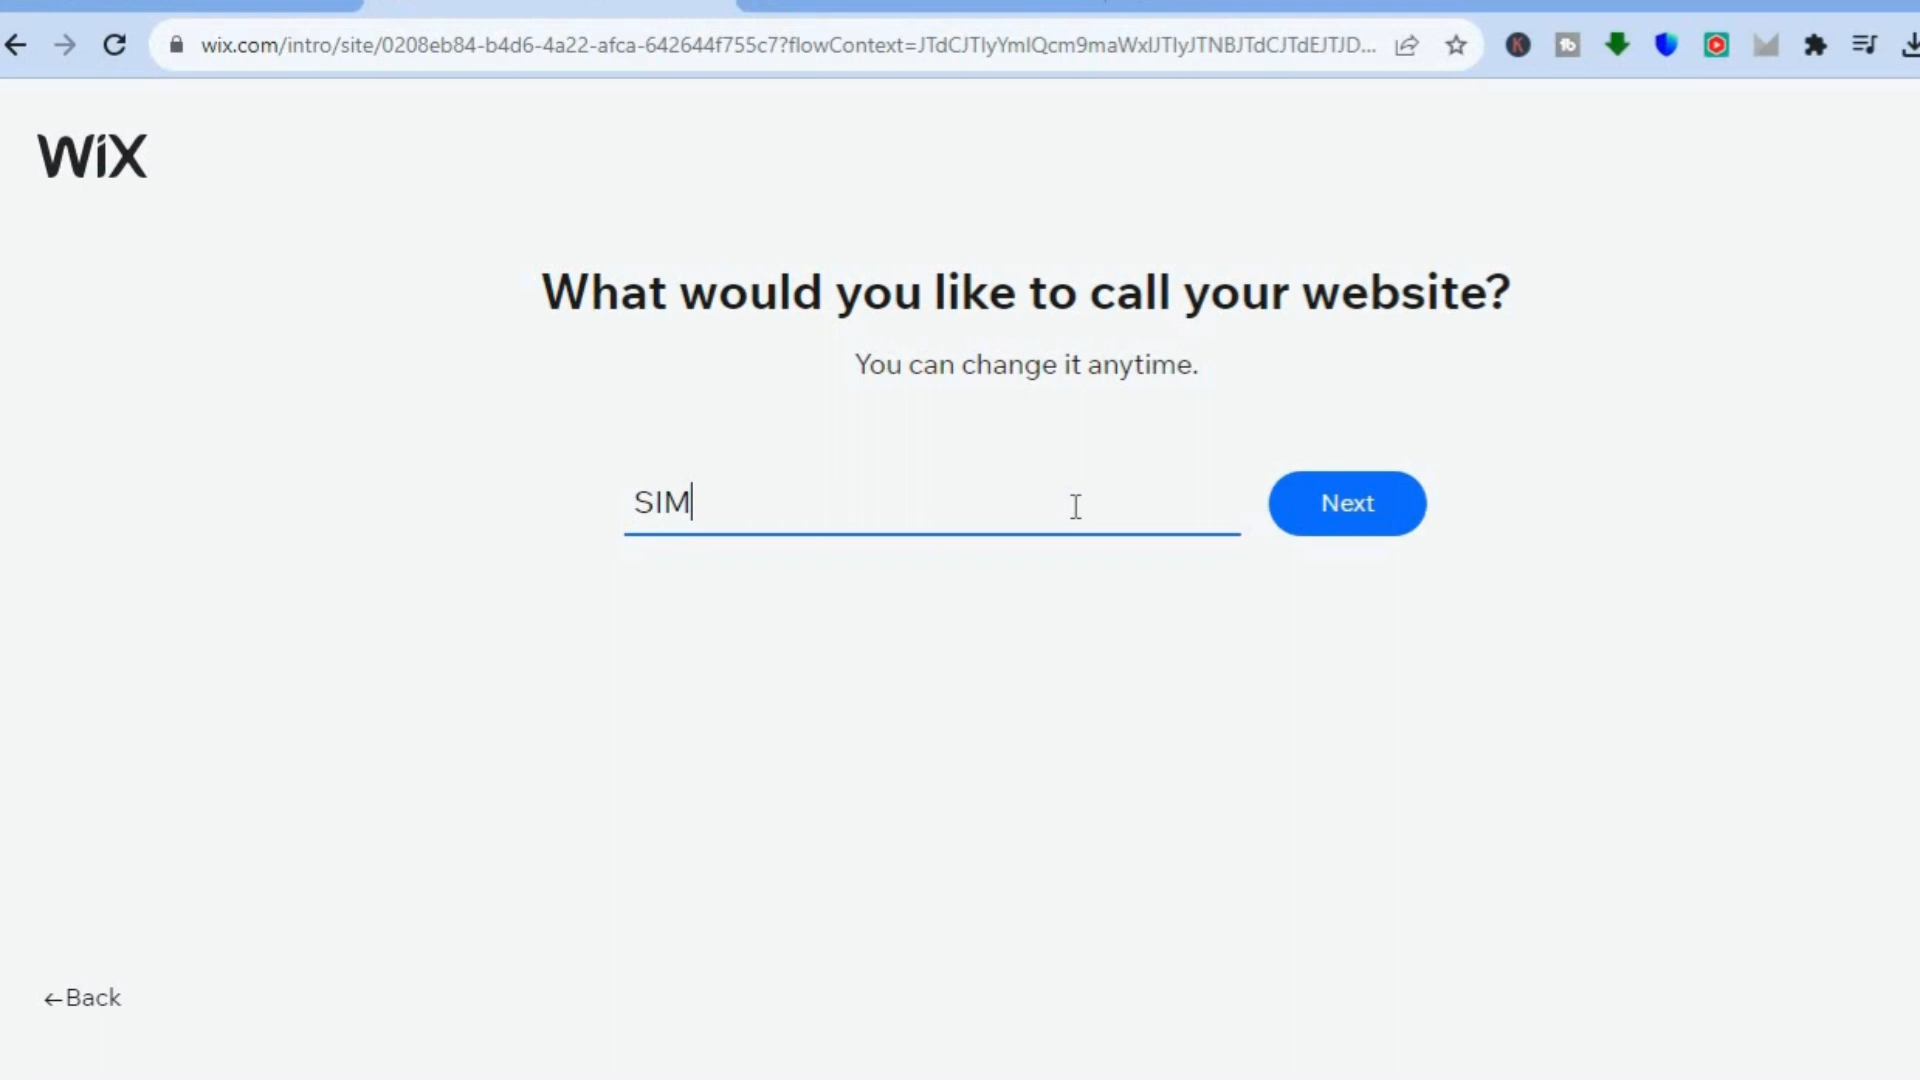 wix.com/intro/site/0208eb84-b4d6-4a22-afca-642644f755c7?flowContext=JTdCJTIyYmlQcm9maWxlJTIyJTNBJTdCJTdEJTJD...
WiX
What would you like to call your website?
You can change it anytime.
SIM
Next
←Back